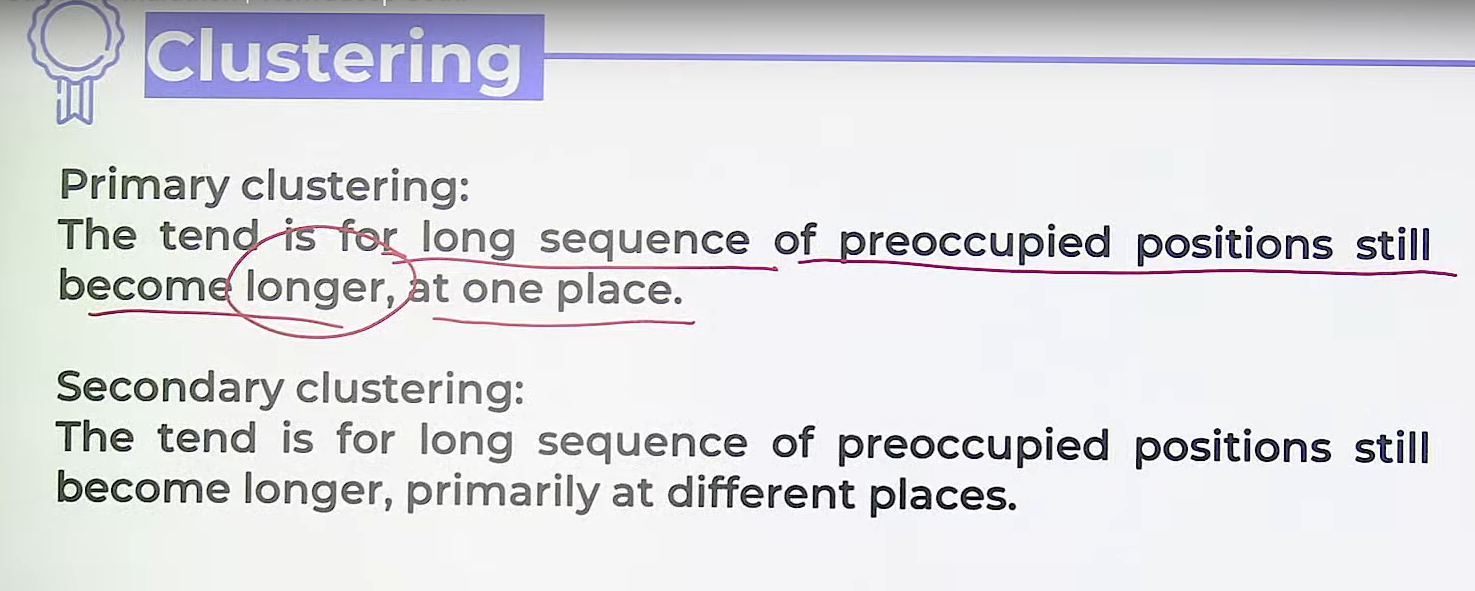 Clustering
Primary clustering:
The tend is for long sequence of preoccupied positions still
become longer, at one place.
Secondary clustering:
The tend is for long sequence of preoccupied positions still
become longer, primarily at different places.